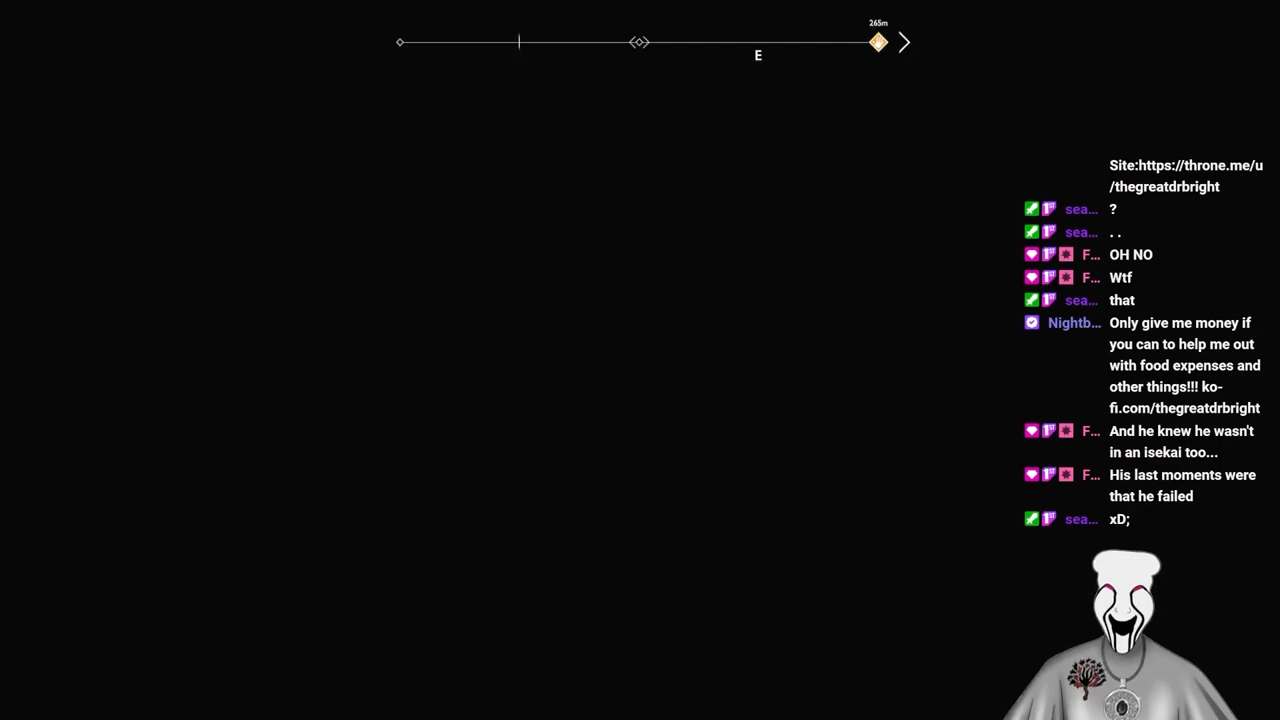 265m
E
Site:https://throne.me/u
/thegreatdrbright
sea... ?
sea... . .
F... OH NO
F... Wtf
sea... that
Nightb... Only give me money if
you can to help me out
with food expenses and
other things!!! ko-
fi.com/thegreatdrbright
F... And he knew he wasn't
in an isekai too...
F... His last moments were
that he failed
sea... xD;